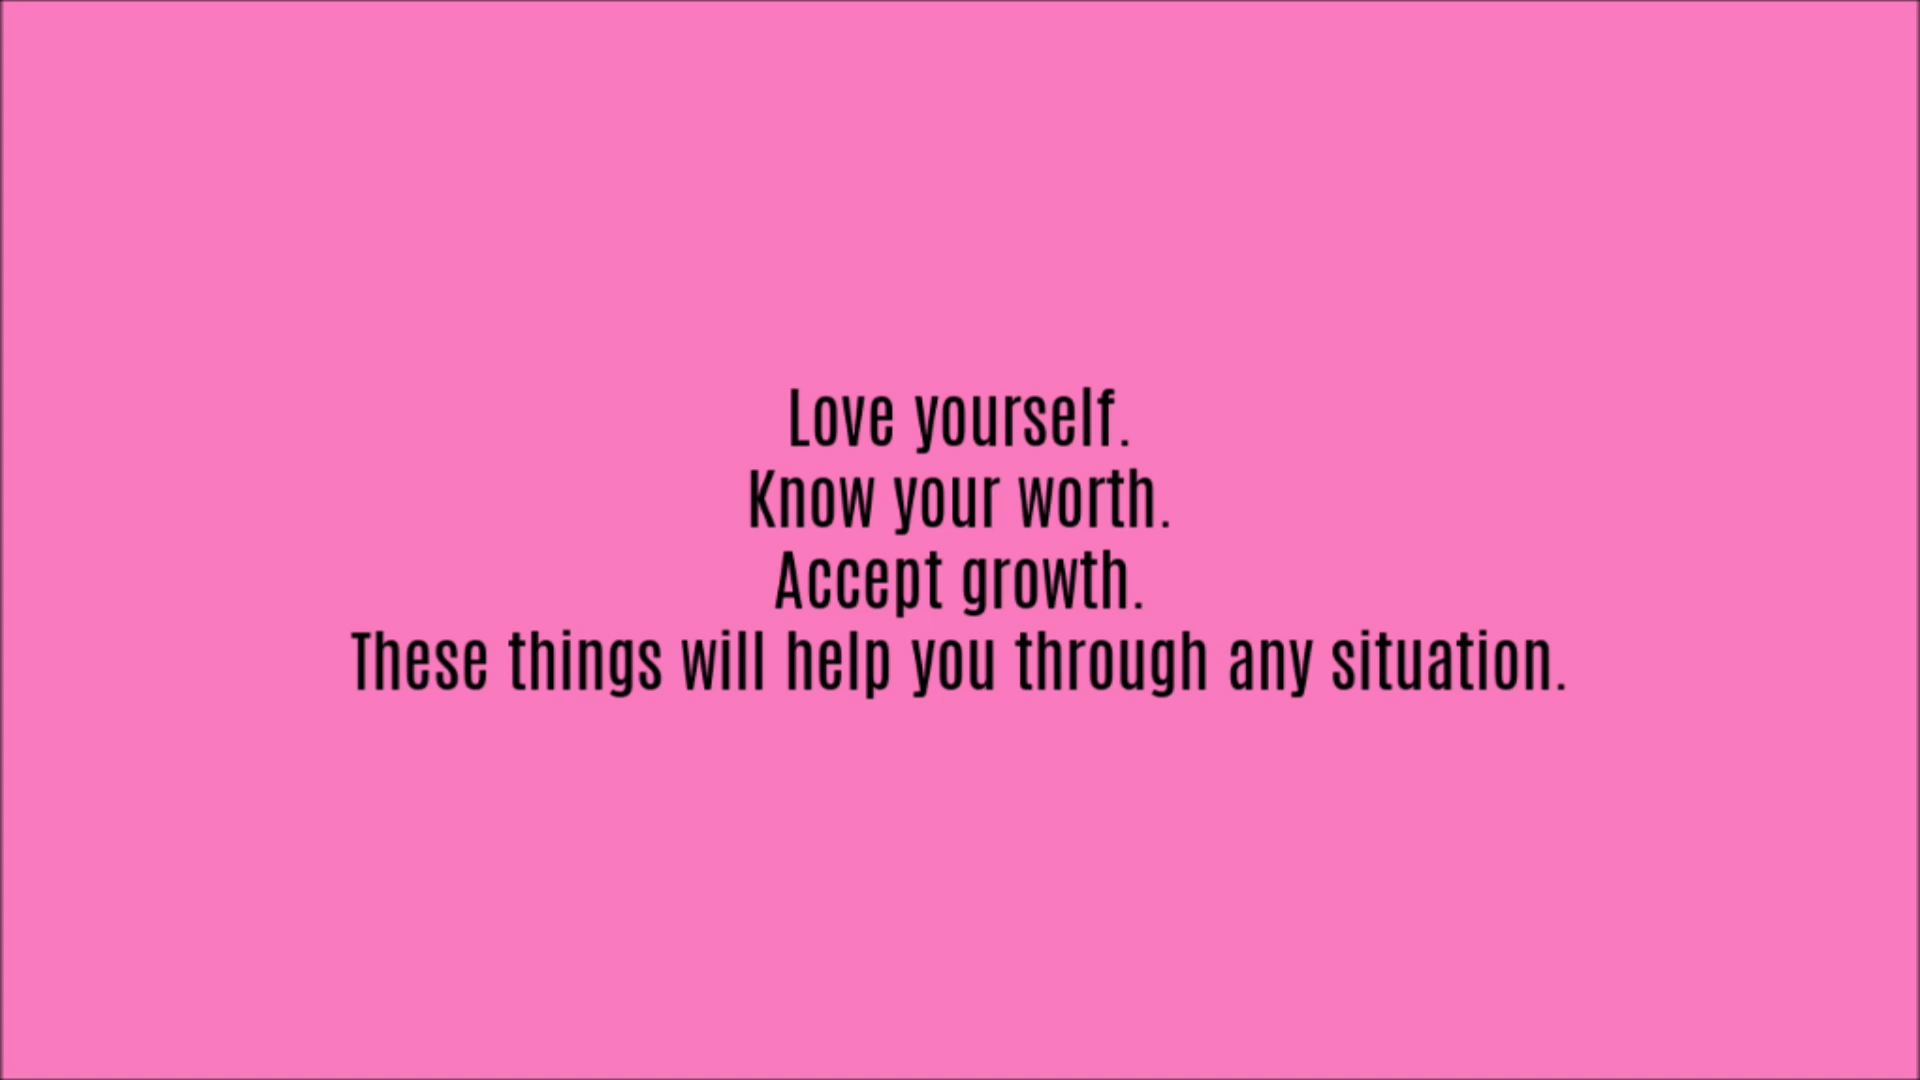 Love yourself.
Know your worth.
Accept growth.
These things will help you through any situation.